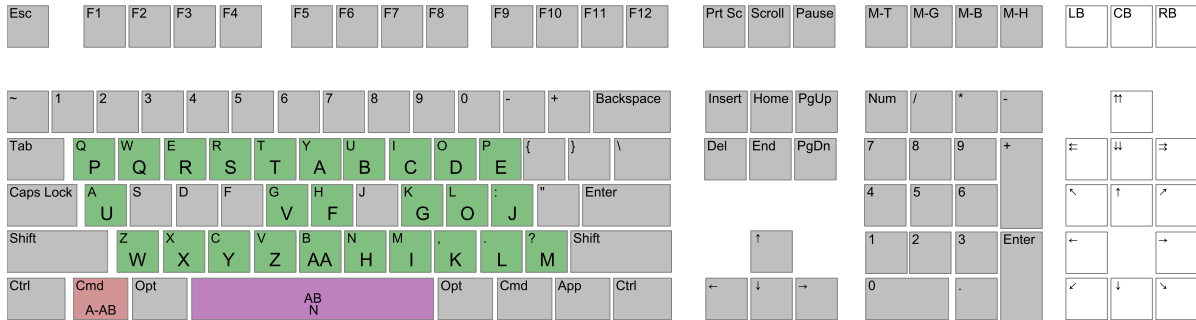 Esc F1 F2 F3 F4 F5 F6 F7 F8 F9 F10 F11 F12 Prt Sc Scroll Pause M-T M-G M-B M-H LB CB RB
~ 1 2 3 4 5 6 7 8 9 0 - + Backspace Insert Home PgUp Num / * - ⇈
Tab Q W E R T Y U I O P { } \ Del End PgDn 7 8 9 + ⇇ ⇊ ⇉
P Q R S T A B C D E
Caps Lock A S D F G H J K L : " Enter 4 5 6 ↖ ↑ ↗
U V F G O J
Shift Z X C V B N M , . ? Shift ↑ 1 2 3 Enter ← →
W X Y Z AA H I K L M
Ctrl Cmd Opt Opt Cmd App Ctrl ← ↓ → 0 . ↙ ↓ ↘
A-AB AB
N